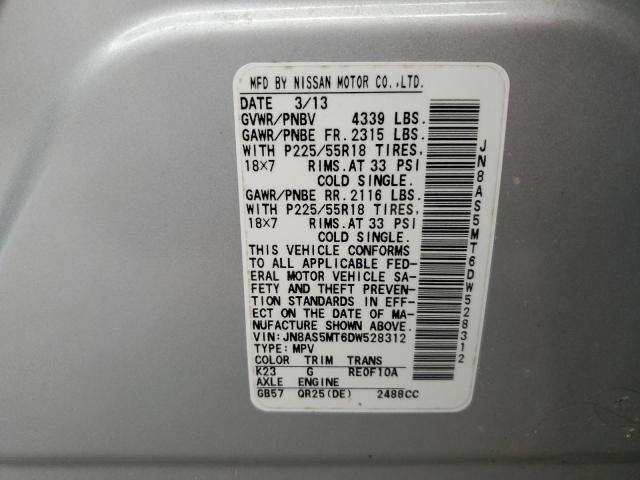 MFD BY NISSAN MOTOR CO.,LTD.
DATE 3/13
GVWR/PNBV 4339 LBS.
GAWR/PNBE FR. 2315 LBS.
WITH P225/55R18 TIRES,
18×7 RIMS.AT 33 PSI
COLD SINGLE.
GAWR/PNBE RR. 2116 LBS.
WITH P225/55R18 TIRES,
18×7 RIMS.AT 33 PSI
COLD SINGLE.
THIS VEHICLE CONFORMS
TO ALL APPLICABLE FED-
ERAL MOTOR VEHICLE SA-
FETY AND THEFT PREVEN-
TION STANDARDS IN EFF-
ECT ON THE DATE OF MA-
NUFACTURE SHOWN ABOVE.
VIN:JN8AS5MT6DW528312
TYPE:MPV
COLOR TRIM TRANS
K23 G RE0F10A
AXLE ENGINE
GB57 QR25(DE) 2488CC
JN8AS5MT6DW528312